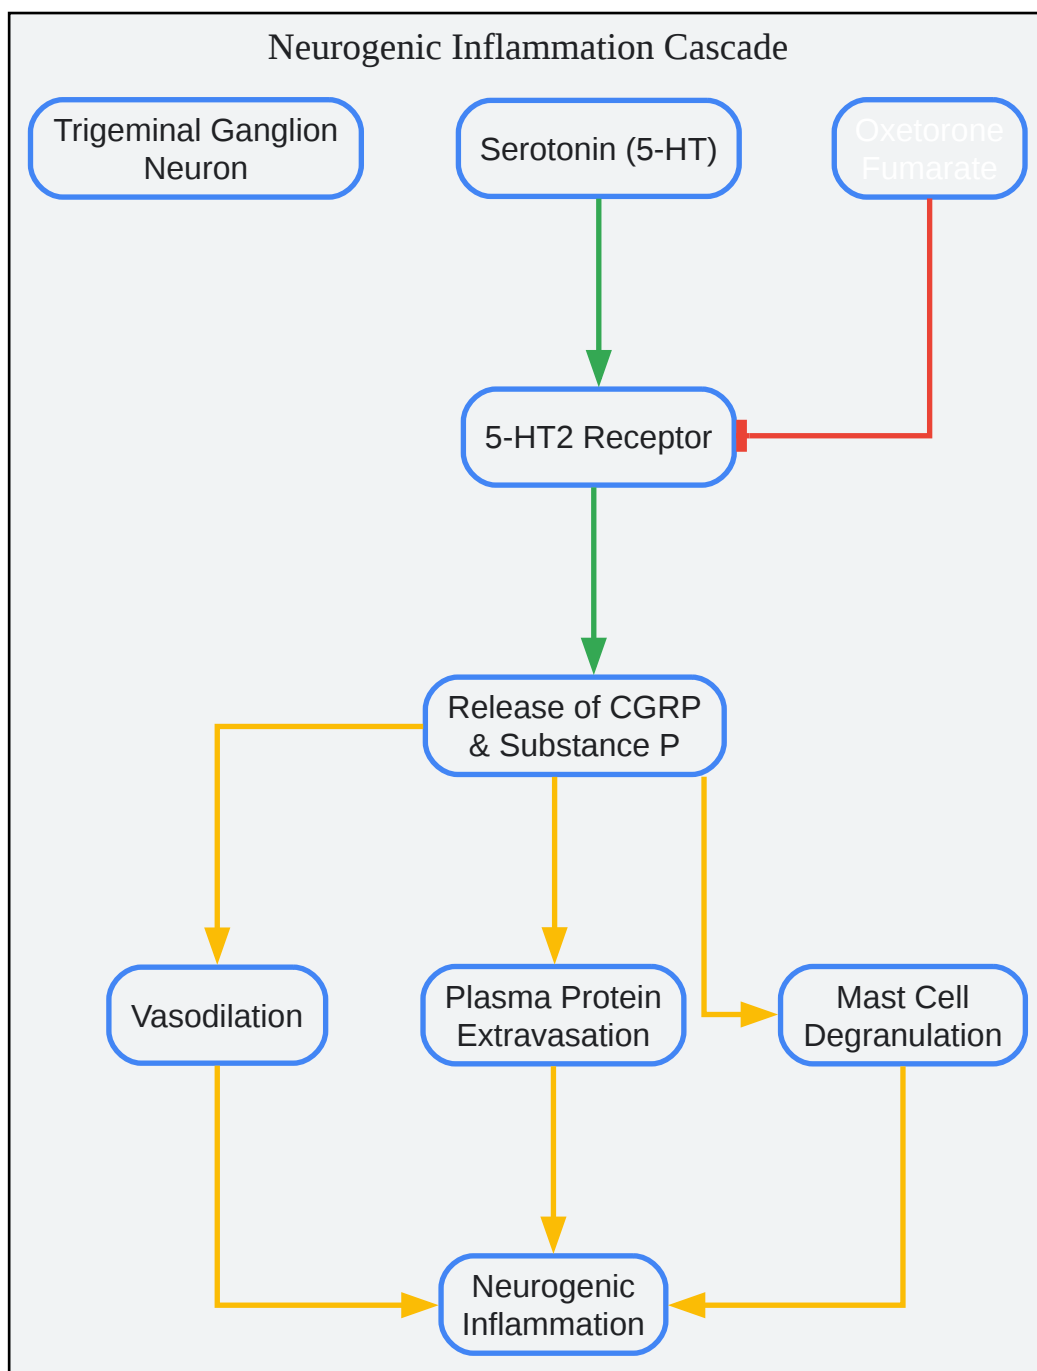 Neurogenic Inflammation Cascade
Trigeminal Ganglion
Neuron
Serotonin (5-HT)
Oxetorone
Fumarate
5-HT2 Receptor
Release of CGRP
& Substance P
Vasodilation
Plasma Protein
Extravasation
Mast Cell
Degranulation
Neurogenic
Inflammation